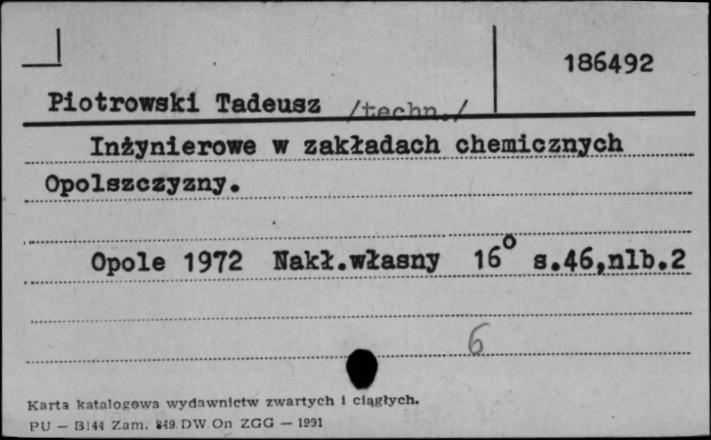 186492
Piotrowski Tadeusz /techn./
Inżynierowe w zakładach chemicznych
Opolszczyzny.
Opole 1972 Nakł.własny 16° s.46,nlb.2
6
Karta katalogowa wydawnictw zwartych i ciągłych.
PU — B144 Zam. 849 DW On ZGG — 1991